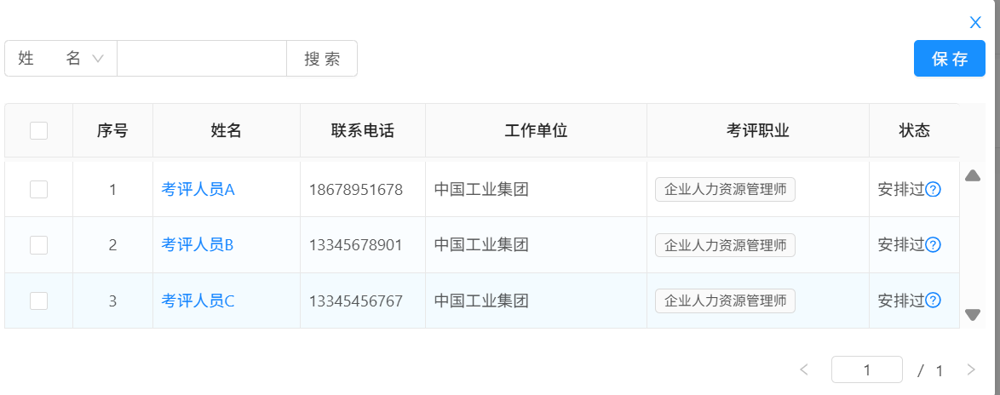 X
姓 名 搜 索 保 存
序号 姓名 联系电话 工作单位 考评职业 状态
1 考评人员A 18678951678 中国工业集团 企业人力资源管理师 安排过?
2 考评人员B 13345678901 中国工业集团 企业人力资源管理师 安排过?
3 考评人员C 13345456767 中国工业集团 企业人力资源管理师 安排过?
< 1 / 1 >